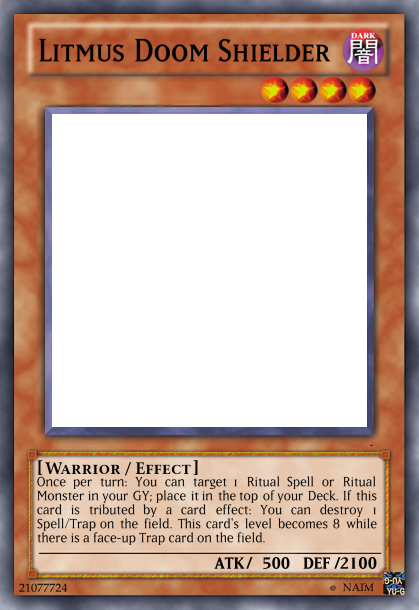 LITMUS DOOM SHIELDER
DARK
闇
[WARRIOR / EFFECT]
Once per turn: You can target 1 Ritual Spell or Ritual
Monster in your GY; place it in the top of your Deck. If this
card is tributed by a card effect: You can destroy 1
Spell/Trap on the field. This card's level becomes 8 while
there is a face-up Trap card on the field.
ATK/ 500 DEF/2100
21077724
© NAIM